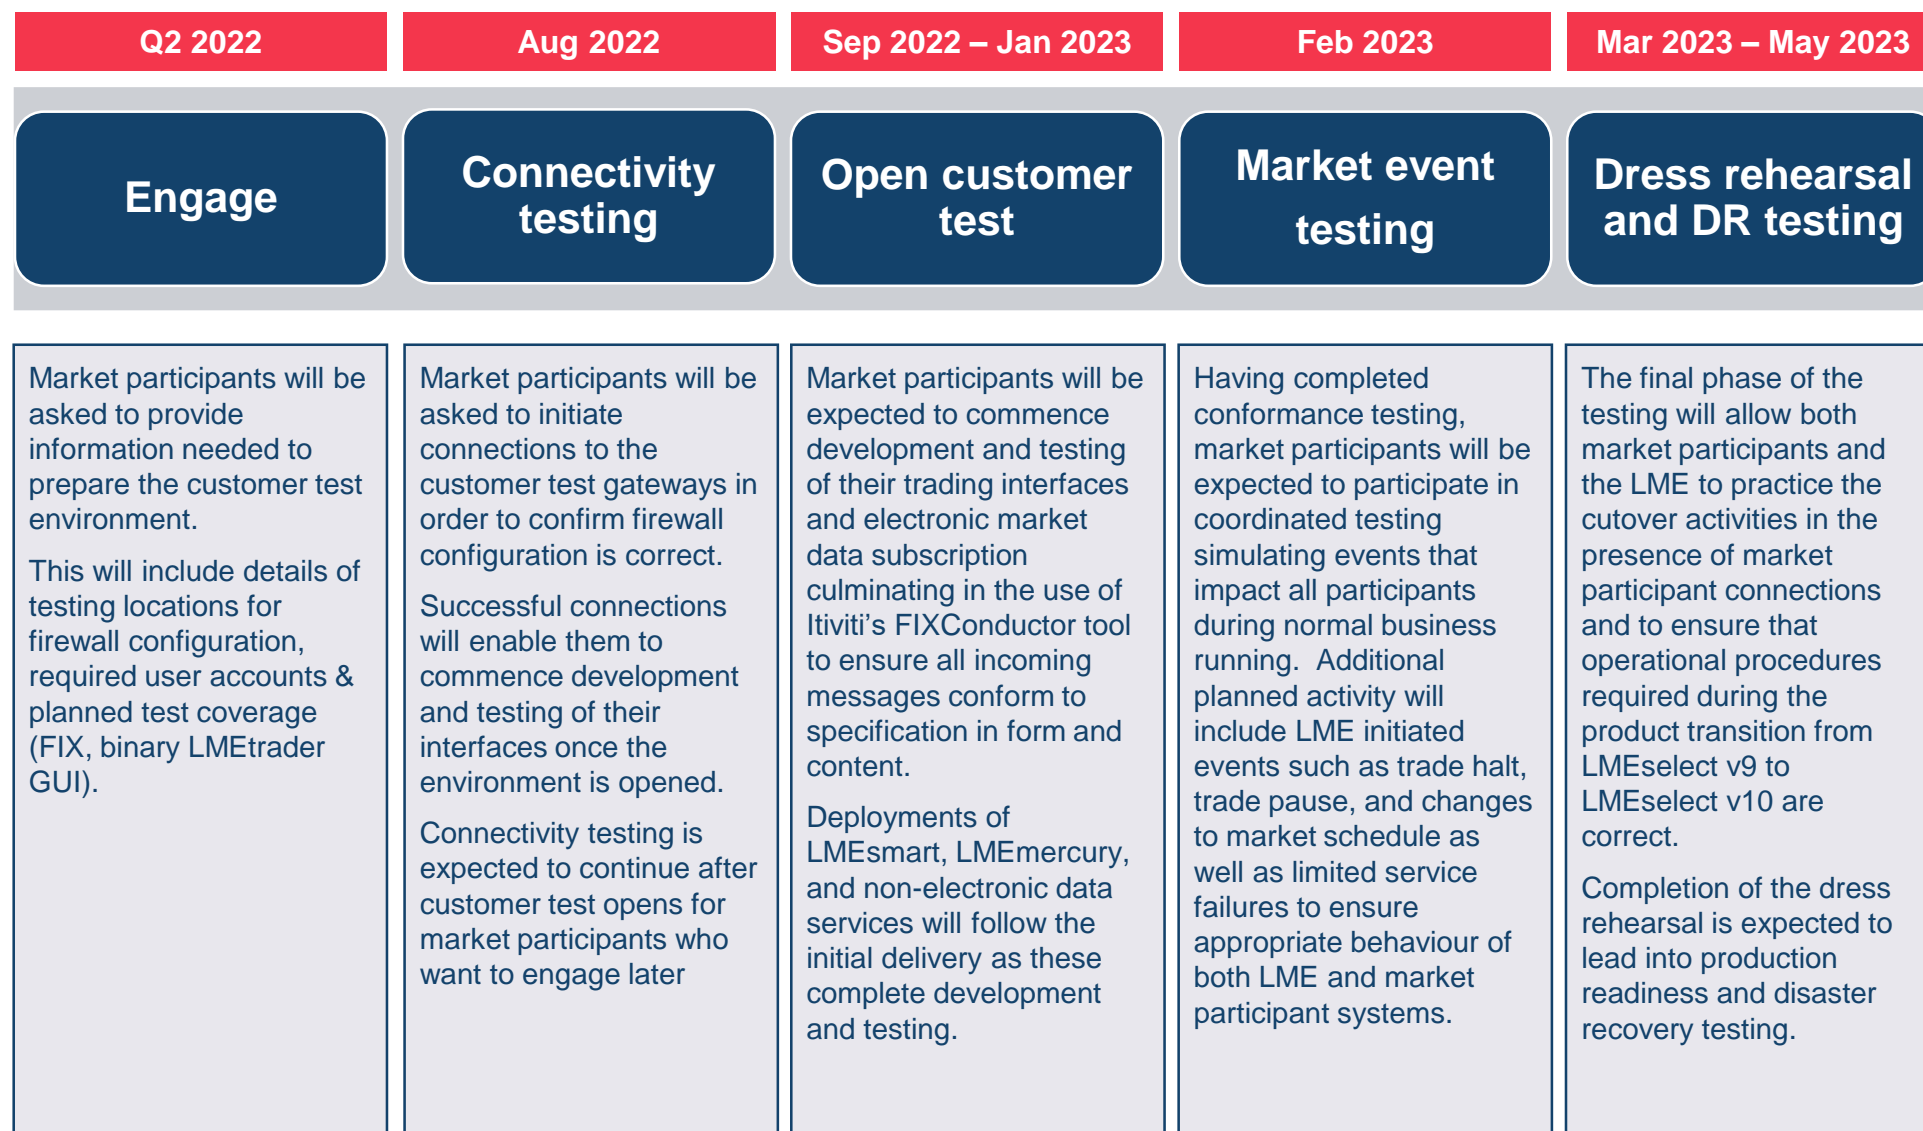 Q2 2022
Aug 2022
Sep 2022 – Jan 2023
Feb 2023
Mar 2023 – May 2023
Engage
Connectivity
testing
Open customer
test
Market event
testing
Dress rehearsal
and DR testing
Market participants will be
asked to provide
information needed to
prepare the customer test
environment.
This will include details of
testing locations for
firewall configuration,
required user accounts &
planned test coverage
(FIX, binary LMEtrader
GUI).
Market participants will be
asked to initiate
connections to the
customer test gateways in
order to confirm firewall
configuration is correct.
Successful connections
will enable them to
commence development
and testing of their
interfaces once the
environment is opened.
Connectivity testing is
expected to continue after
customer test opens for
market participants who
want to engage later
Market participants will be
expected to commence
development and testing
of their trading interfaces
and electronic market
data subscription
culminating in the use of
Itiviti’s FIXConductor tool
to ensure all incoming
messages conform to
specification in form and
content.
Deployments of
LMEsmart, LMEmercury,
and non-electronic data
services will follow the
initial delivery as these
complete development
and testing.
Having completed
conformance testing,
market participants will be
expected to participate in
coordinated testing
simulating events that
impact all participants
during normal business
running.  Additional
planned activity will
include LME initiated
events such as trade halt,
trade pause, and changes
to market schedule as
well as limited service
failures to ensure
appropriate behaviour of
both LME and market
participant systems.
The final phase of the
testing will allow both
market participants and
the LME to practice the
cutover activities in the
presence of market
participant connections
and to ensure that
operational procedures
required during the
product transition from
LMEselect v9 to
LMEselect v10 are
correct.
Completion of the dress
rehearsal is expected to
lead into production
readiness and disaster
recovery testing.